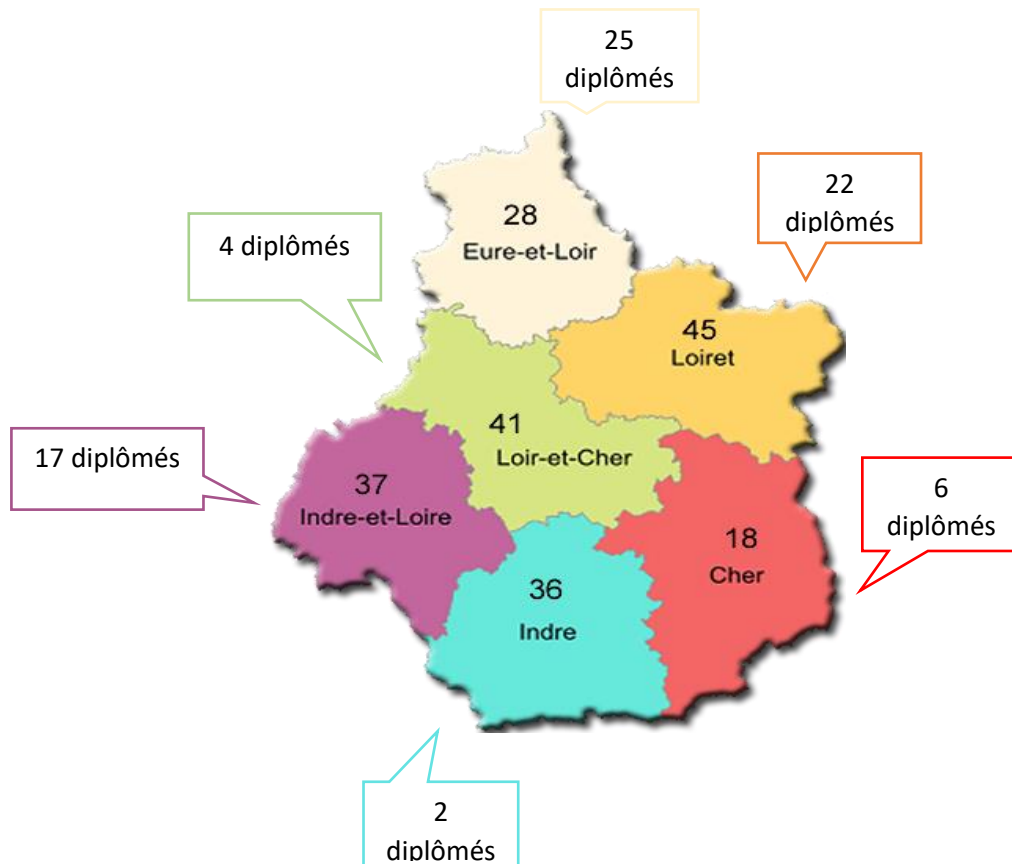 25
diplômés
22
diplômés
28
Eure-et-Loir
4 diplômés
45
Loiret
41
Loir-et-Cher
17 diplômés
37
Indre-et-Loire
6
diplômés
18
Cher
36
Indre
2
diplômés